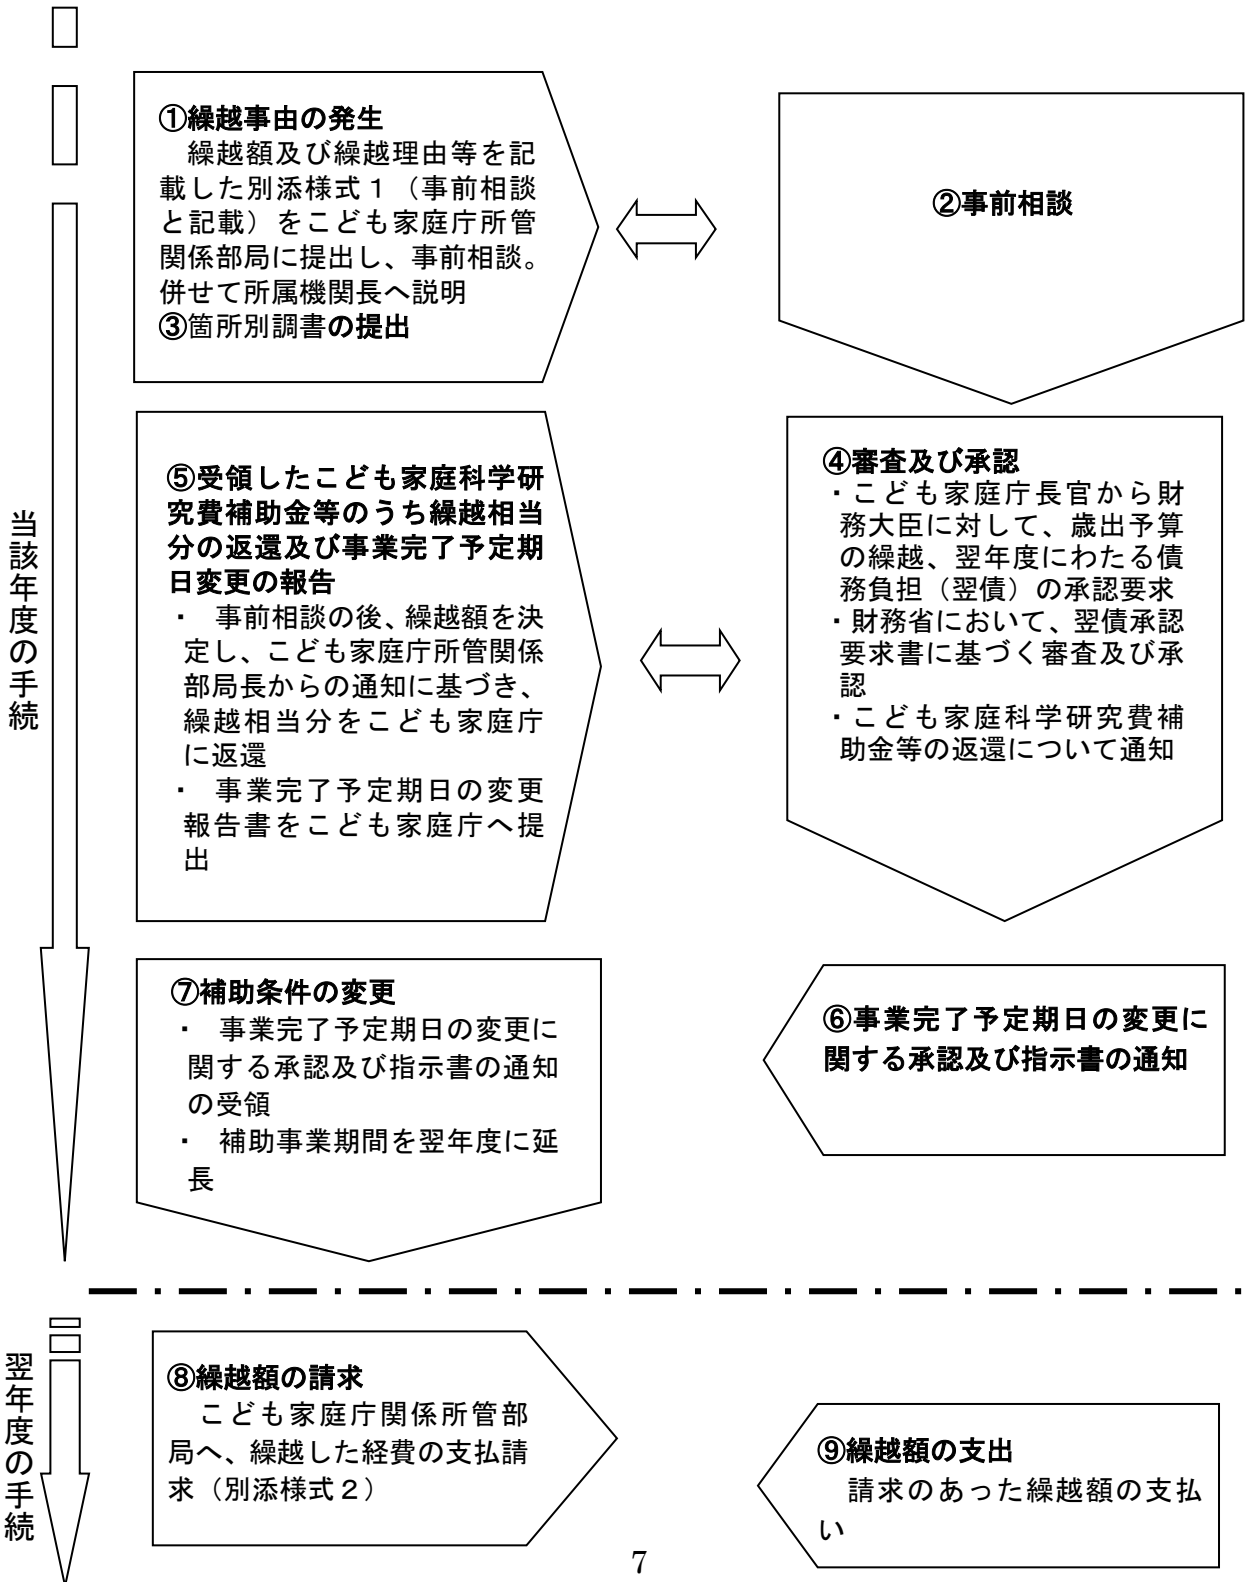 ①繰越事由の発生
繰越額及び繰越理由等を記
載した別添様式１（事前相談
と記載）をこども家庭庁所管
関係部局に提出し、事前相談。
併せて所属機関長へ説明
③箇所別調書の提出
②事前相談
当該年度の手続
⑤受領したこども家庭科学研
究費補助金等のうち繰越相当
分の返還及び事業完了予定期
日変更の報告
・　事前相談の後、繰越額を決
定し、こども家庭庁所管関係
部局長からの通知に基づき、
繰越相当分をこども家庭庁
に返還
・　事業完了予定期日の変更
報告書をこども家庭庁へ提
出
④審査及び承認
・こども家庭庁長官から財
務大臣に対して、歳出予算
の繰越、翌年度にわたる債
務負担（翌債）の承認要求
・財務省において、翌債承認
要求書に基づく審査及び承
認
・こども家庭科学研究費補
助金等の返還について通知
⑦補助条件の変更
・　事業完了予定期日の変更に
関する承認及び指示書の通知
の受領
・　補助事業期間を翌年度に延
長
⑥事業完了予定期日の変更に
関する承認及び指示書の通知
翌年度の手続
⑧繰越額の請求
こども家庭庁関係所管部
局へ、繰越した経費の支払請
求（別添様式２）
⑨繰越額の支出
請求のあった繰越額の支払
い
7